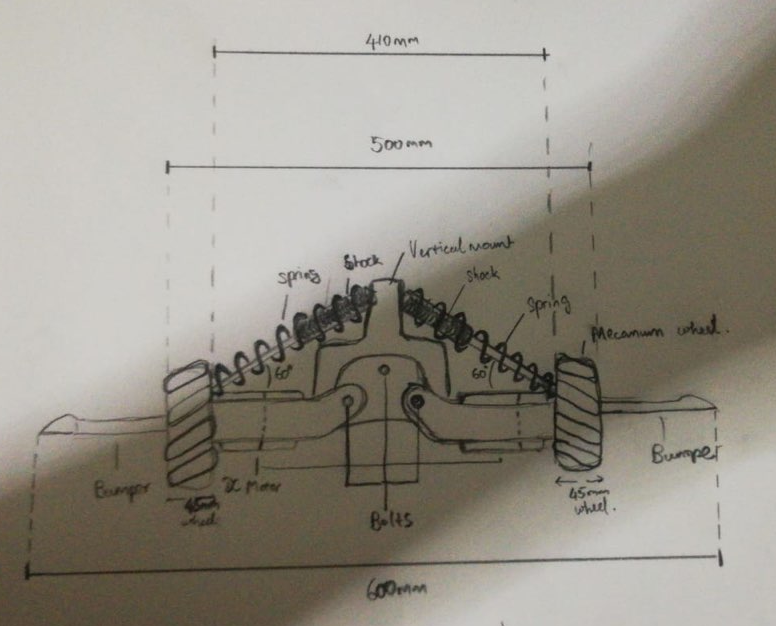 410mm
500mm
Vertical mount
Shock
Shock
Spring
Spring
Mecanum wheel.
60°
60°
Bumper
45mm
wheel
DC Motor
Bolts
45mm
wheel.
Bumper
600mm